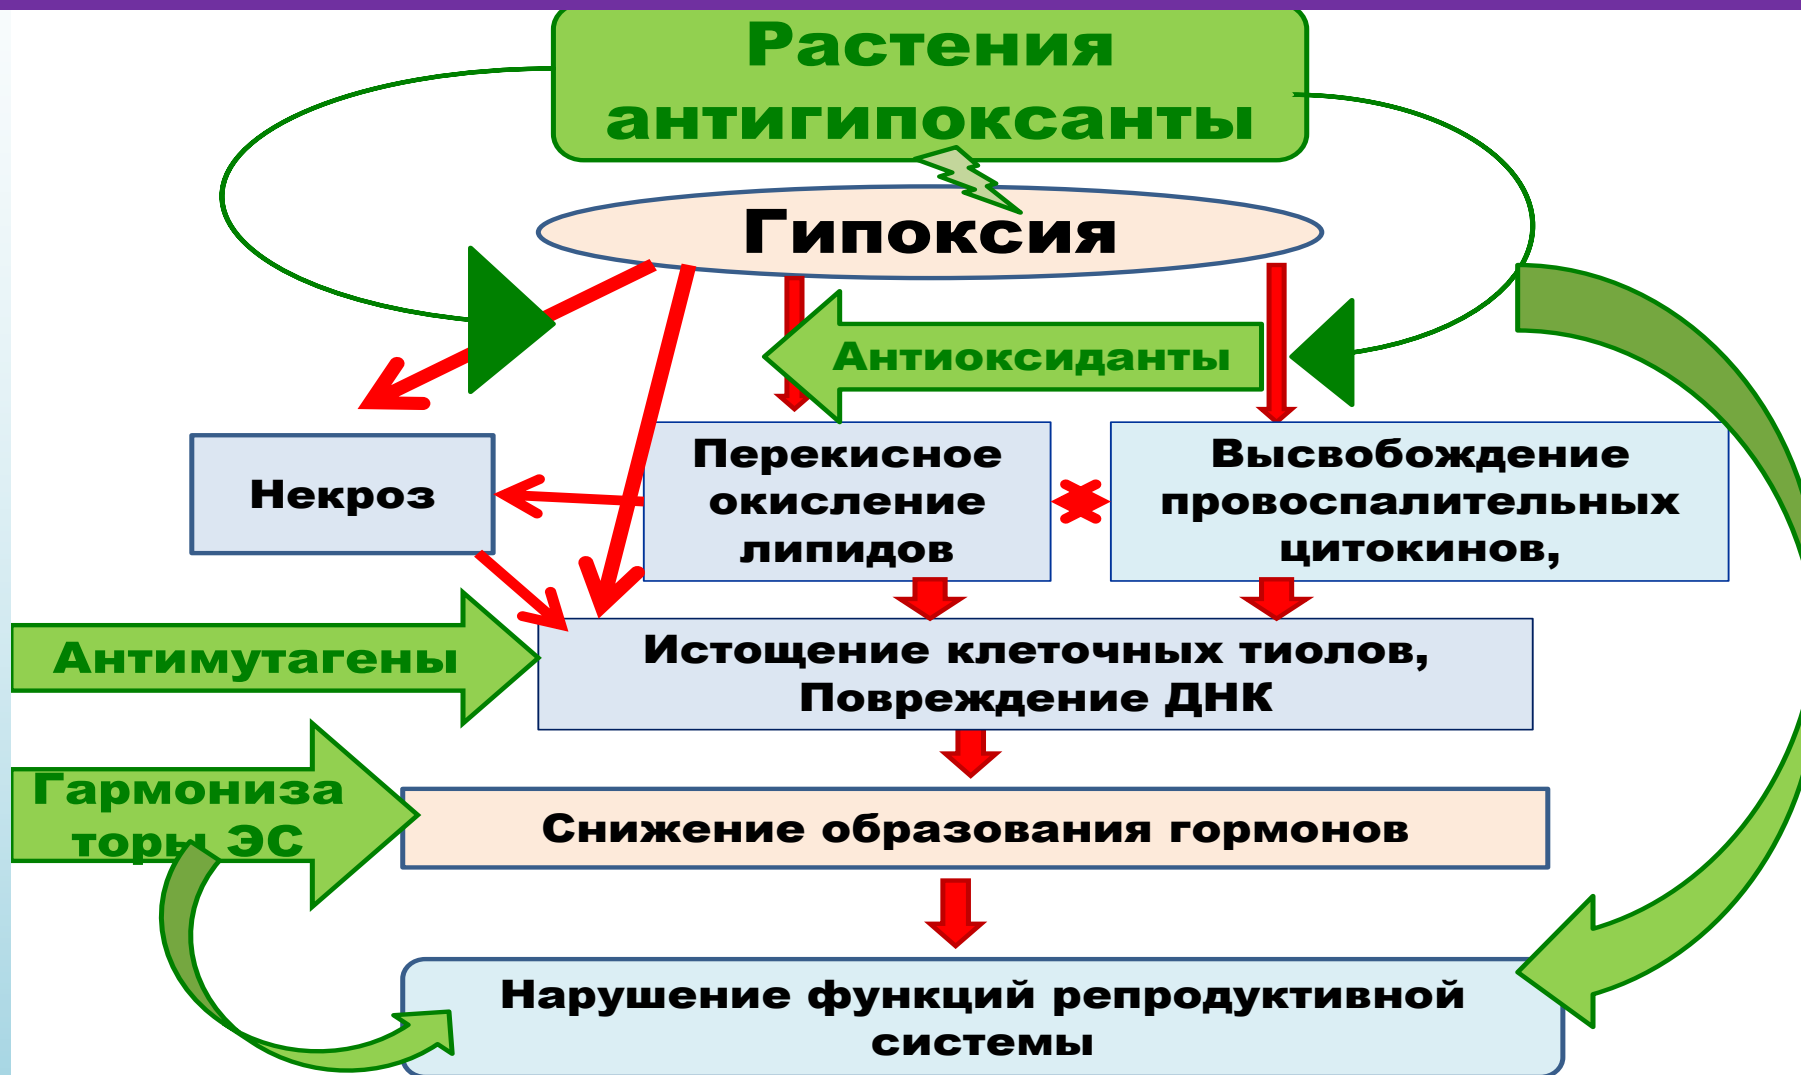 Растения
антигипоксанты
Гипоксия
Антиоксиданты
Некроз
Перекисное
окисление
липидов
Высвобождение
провоспалительных
цитокинов,
Антимутагены
Истощение клеточных тиолов,
Повреждение ДНК
Гармониза
торы ЭС
Снижение образования гормонов
Нарушение функций репродуктивной
системы